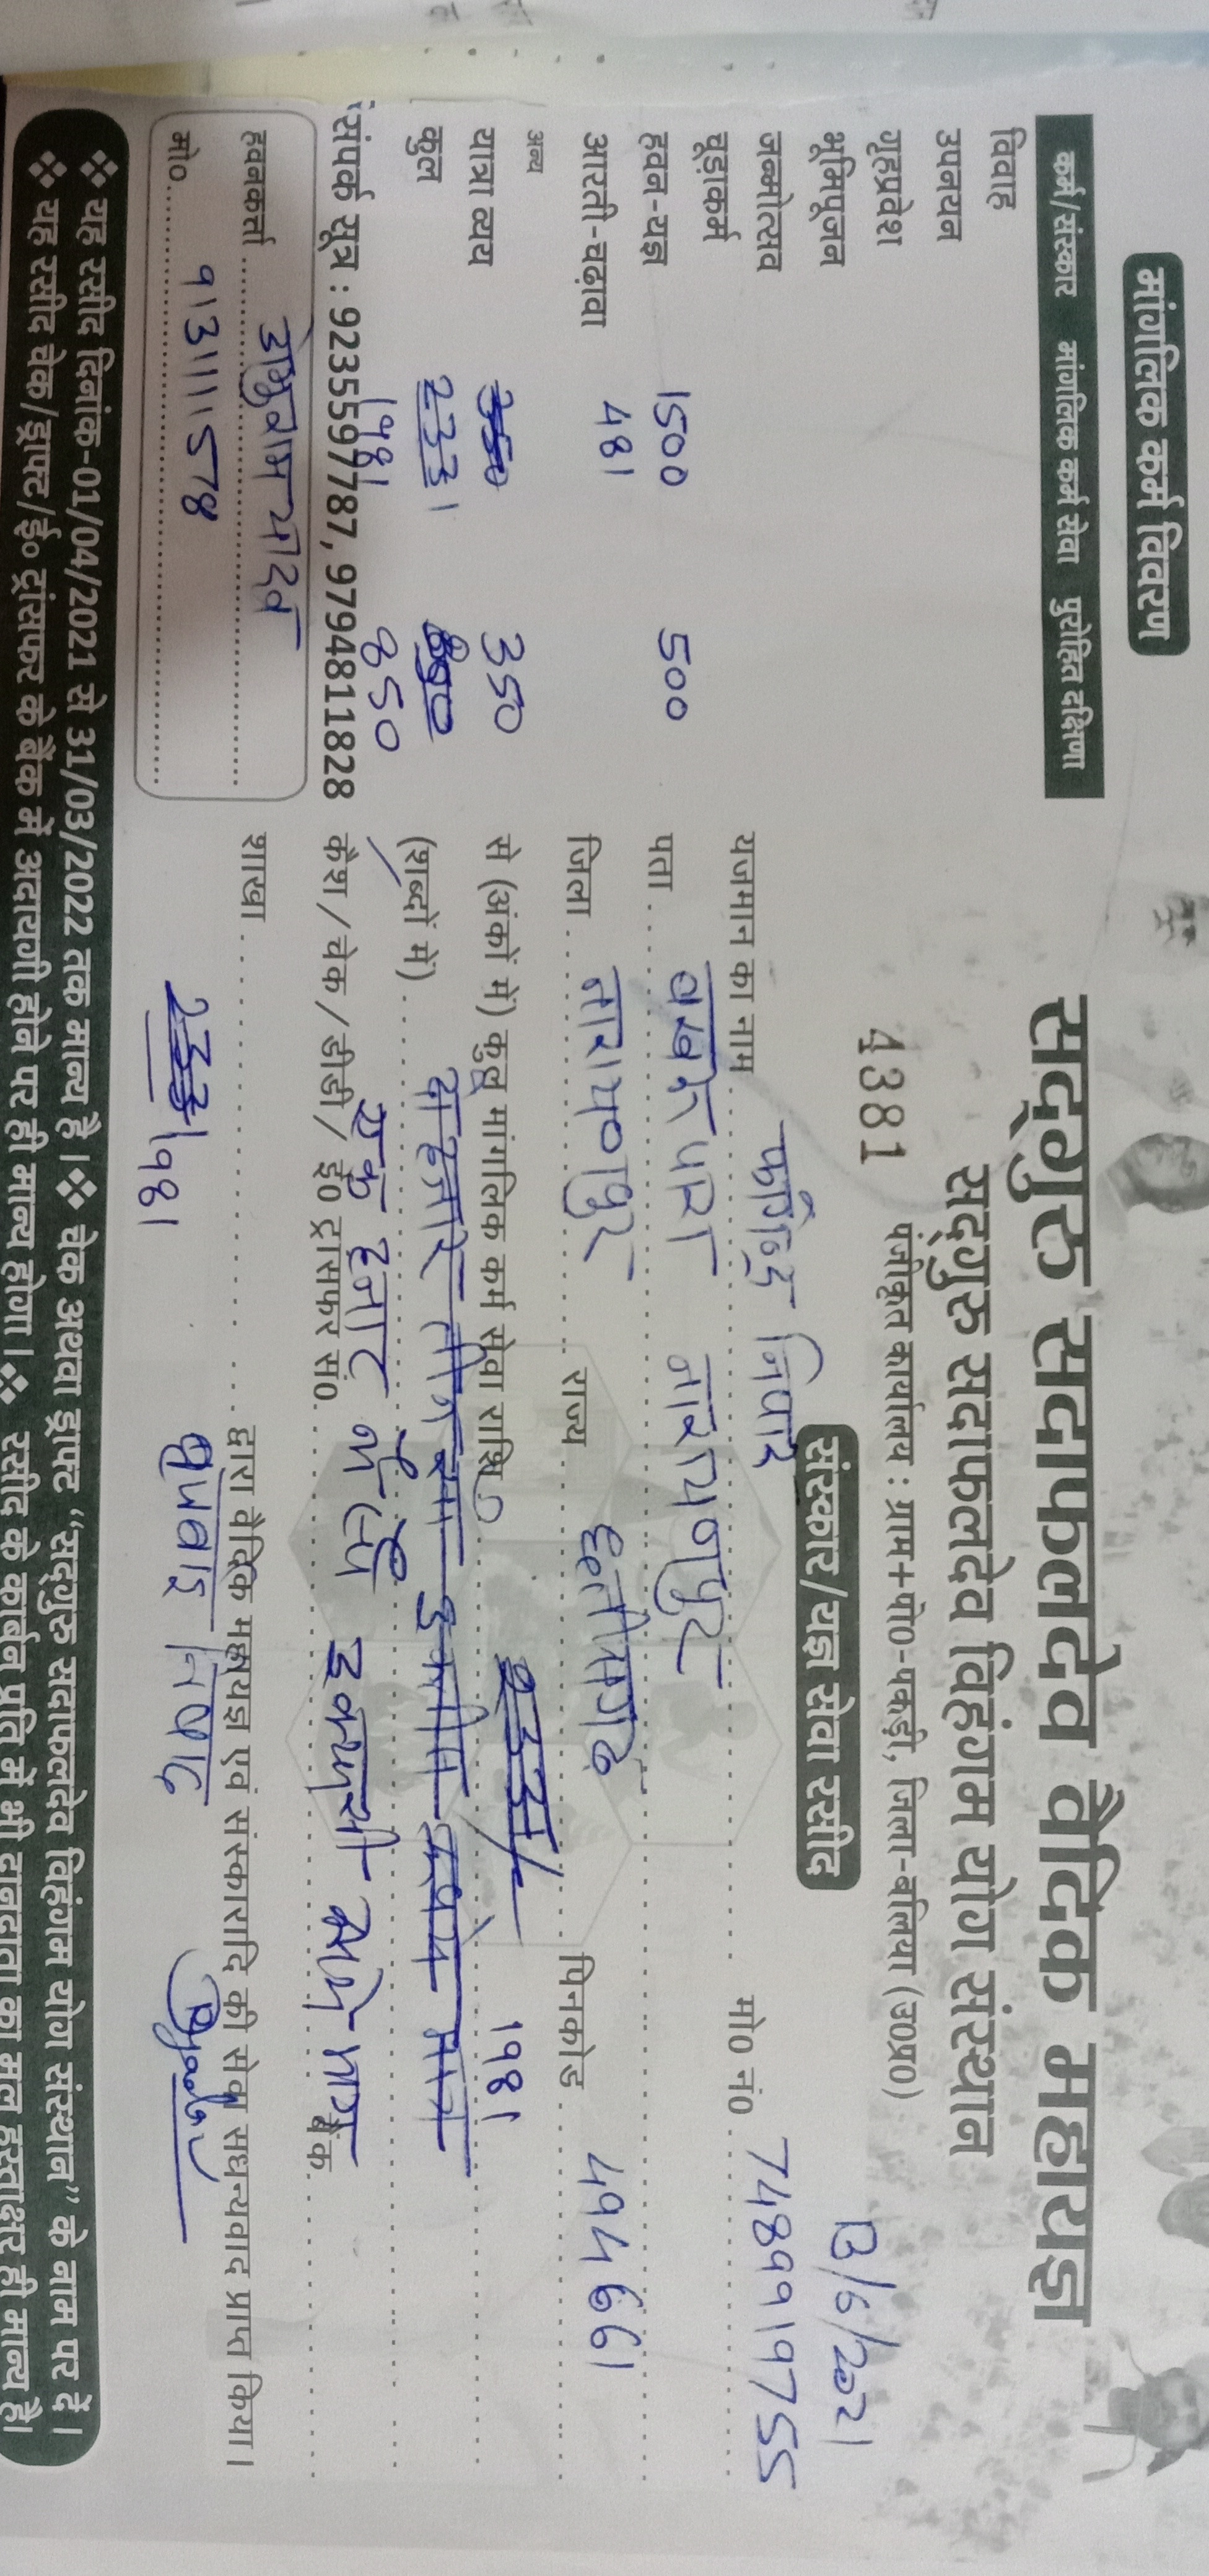 मांगलिक कर्म विवरण
कर्म/संस्कार मांगलिक कर्म सेवा पुरोहित दक्षिणा
विवाह
उपनयन
गृहप्रवेश
भूमिपूजन
जन्मोत्सव
चूड़ाकर्म
हवन-यज्ञ 1500 500
आरती-चढ़ावा 481
अन्य
यात्रा व्यय 350 350
कुल 2331
1981 850
संपर्क सूत्र : 9235597787, 9794811828
हवनकर्त्ता यादव
मो० 9131111578
सद्गुरु सदाफलदेव वैदिक महायज्ञ
सद्गुरु सदाफलदेव विहंगम योग संस्थान
4381 पंजीकृत कार्यालय : ग्राम+पो०-पकड़ी, जिला-बलिया (उ०प्र०)
संस्कार/यज्ञ सेवा रसीद
13/6/2021
यजमान का नाम मो० नं० 7489919755
पता बखरूपारा नारायणपुर
जिला नारायणपुर राज्य छत्तीसगढ़ पिनकोड 494661
से (अंकों में) कुल मांगलिक कर्म सेवा राशि 1981
(शब्दों में) दो हजार तीन सौ इकतीस रूपये मात्र
एक हजार नौ सौ इक्यासी रूपये मात्र
कैश / चेक / डीडी / ई० ट्रांसफर सं० बैंक
शाखा द्वारा वैदिक महायज्ञ एवं संस्कारादि की सेवा सधन्यवाद प्राप्त किया।
1981
❖ यह रसीद दिनांक-01/04/2021 से 31/03/2022 तक मान्य है।❖ चेक अथवा ड्राफ्ट "सद्गुरु सदाफलदेव विहंगम योग संस्थान" के नाम पर दें।
❖ यह रसीद चेक/ड्राफ्ट/ई० ट्रांसफर के बैंक में अदायगी होने पर ही मान्य होगा।❖ रसीद के कार्बन प्रति में भी दानदाता का मूल हस्ताक्षर ही मान्य है।